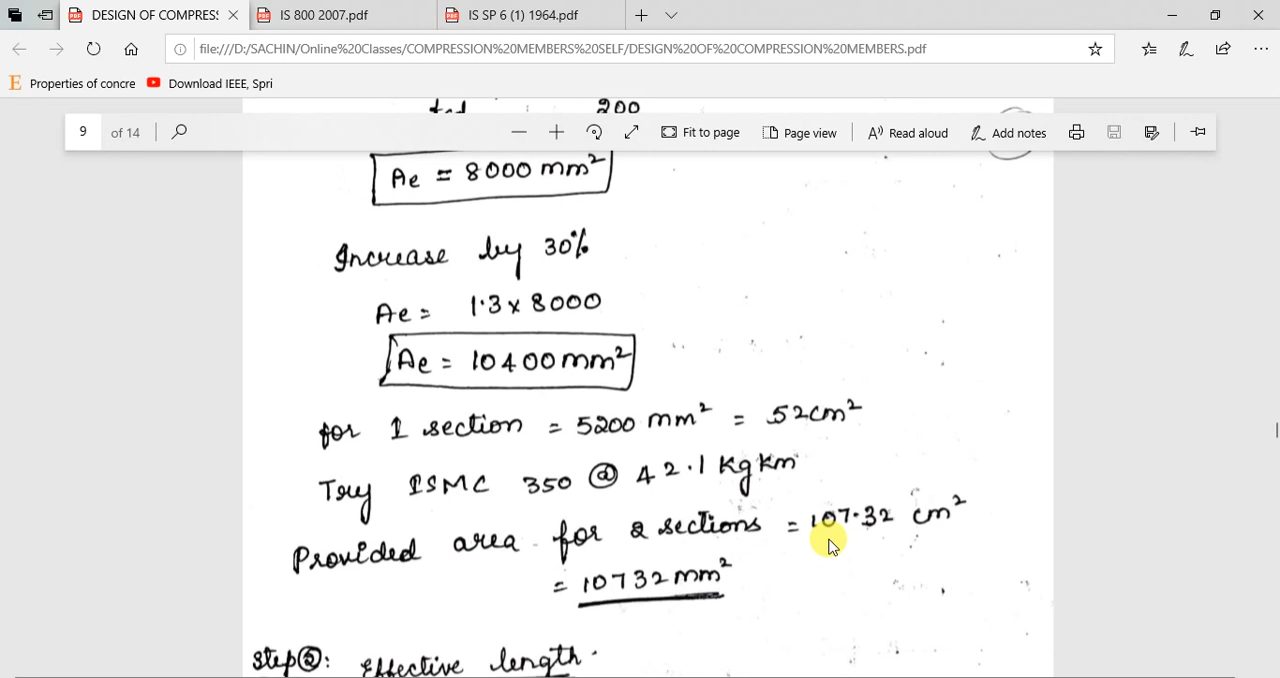 DESIGN OF COMPRESS
IS 800 2007.pdf
IS SP 6 (1) 1964.pdf
file:///D:/SACHIN/Online%20Classes/COMPRESSION%20MEMBERS%20SELF/DESIGN%20OF%20COMPRESSION%20MEMBERS.pdf
E Properties of concre
Download IEEE, Spri
200
9 of 14
Fit to page
Page view
Read aloud
Add notes
Ae = 8000 mm²
Increase by 30%
Ae = 1.3 x 8000
Ae = 10400 mm²
for 1 section = 5200 mm² = 52cm²
Try ISMC 350 @ 42.1 kg
Provided area for 2 sections = 107.32 cm²
= 10732 mm²
Step ②: Effective length.